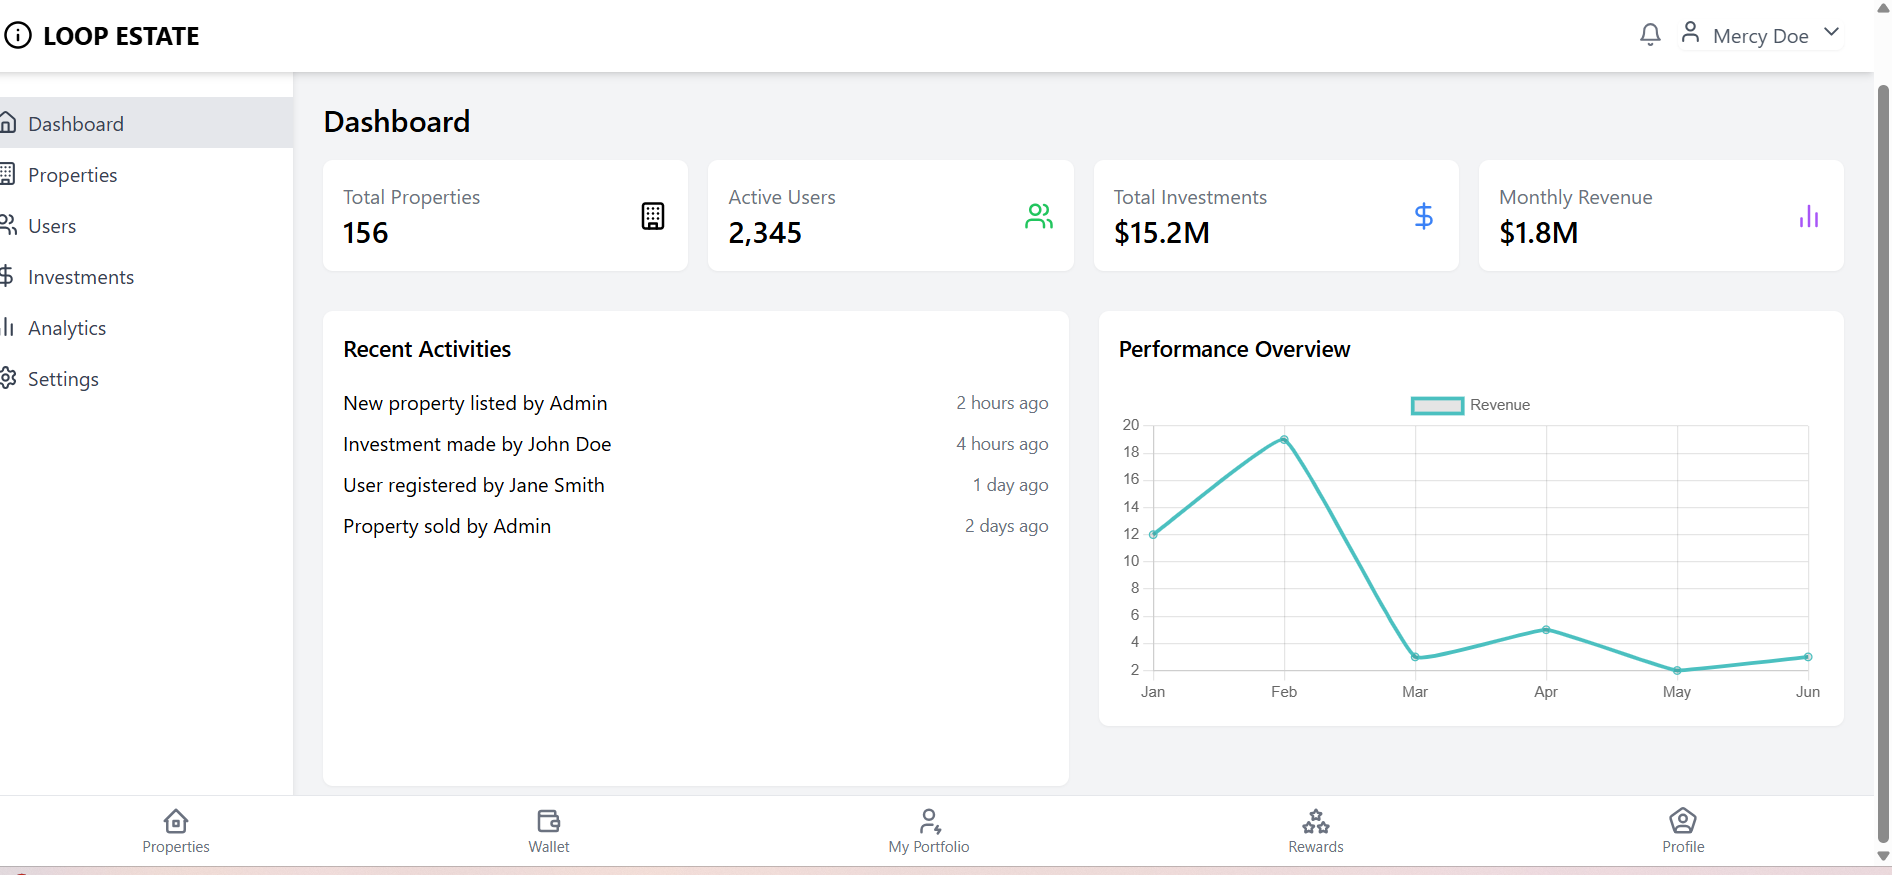 LOOP ESTATE
Mercy Doe
Dashboard
Properties
Users
Investments
Analytics
Settings
Dashboard
Total Properties
156
Active Users
2,345
Total Investments
$15.2M
Monthly Revenue
$1.8M
Recent Activities
New property listed by Admin 2 hours ago
Investment made by John Doe 4 hours ago
User registered by Jane Smith 1 day ago
Property sold by Admin 2 days ago
Performance Overview
Revenue
20
18
16
14
12
10
8
6
4
2
Jan Feb Mar Apr May Jun
Properties Wallet My Portfolio Rewards Profile